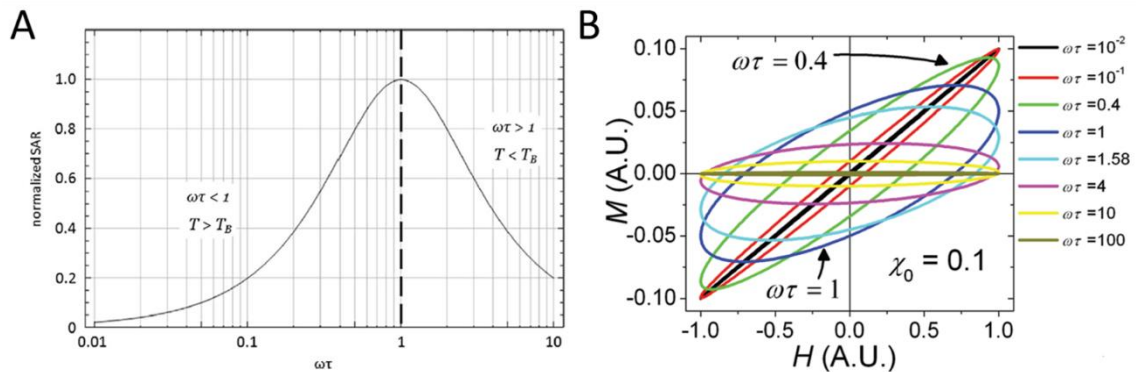 A
normalized SAR
1.0
0.8
0.6
0.4
0.2
0
ωτ < 1
T > T_B
ωτ > 1
T < T_B
0.01
0.1
1
10
ωτ
B
M (A.U.)
0.10
0.05
0.00
-0.05
-0.10
ωτ = 0.4
ωτ = 1
χ₀ = 0.1
-1.0
-0.5
0.0
0.5
1.0
H (A.U.)
ωτ =10⁻²
ωτ =10⁻¹
ωτ =0.4
ωτ =1
ωτ =1.58
ωτ =4
ωτ =10
ωτ =100